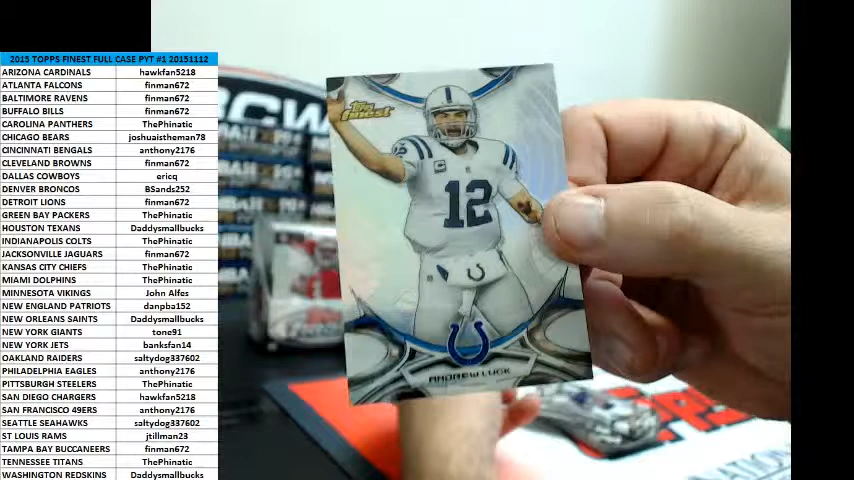 2015 TOPPS FINEST FULL CASE PYT #1 20151112
ARIZONA CARDINALS hawkfan5218
ATLANTA FALCONS finman672
BALTIMORE RAVENS finman672
BUFFALO BILLS finman672
CAROLINA PANTHERS ThePhinatic
CHICAGO BEARS joshuaistheman78
CINCINNATI BENGALS anthony2176
CLEVELAND BROWNS finman672
DALLAS COWBOYS ericq
DENVER BRONCOS BSands252
DETROIT LIONS finman672
GREEN BAY PACKERS ThePhinatic
HOUSTON TEXANS Daddysmallbucks
INDIANAPOLIS COLTS ThePhinatic
JACKSONVILLE JAGUARS finman672
KANSAS CITY CHIEFS ThePhinatic
MIAMI DOLPHINS ThePhinatic
MINNESOTA VIKINGS John Alfes
NEW ENGLAND PATRIOTS danpba152
NEW ORLEANS SAINTS Daddysmallbucks
NEW YORK GIANTS tone91
NEW YORK JETS banksfan14
OAKLAND RAIDERS saltydog337602
PHILADELPHIA EAGLES anthony2176
PITTSBURGH STEELERS ThePhinatic
SAN DIEGO CHARGERS hawkfan5218
SAN FRANCISCO 49ERS anthony2176
SEATTLE SEAHAWKS saltydog337602
ST LOUIS RAMS jtillman23
TAMPA BAY BUCCANEERS finman672
TENNESSEE TITANS ThePhinatic
WASHINGTON REDSKINS Daddysmallbucks
Topps
finest
12
ANDREW LUCK